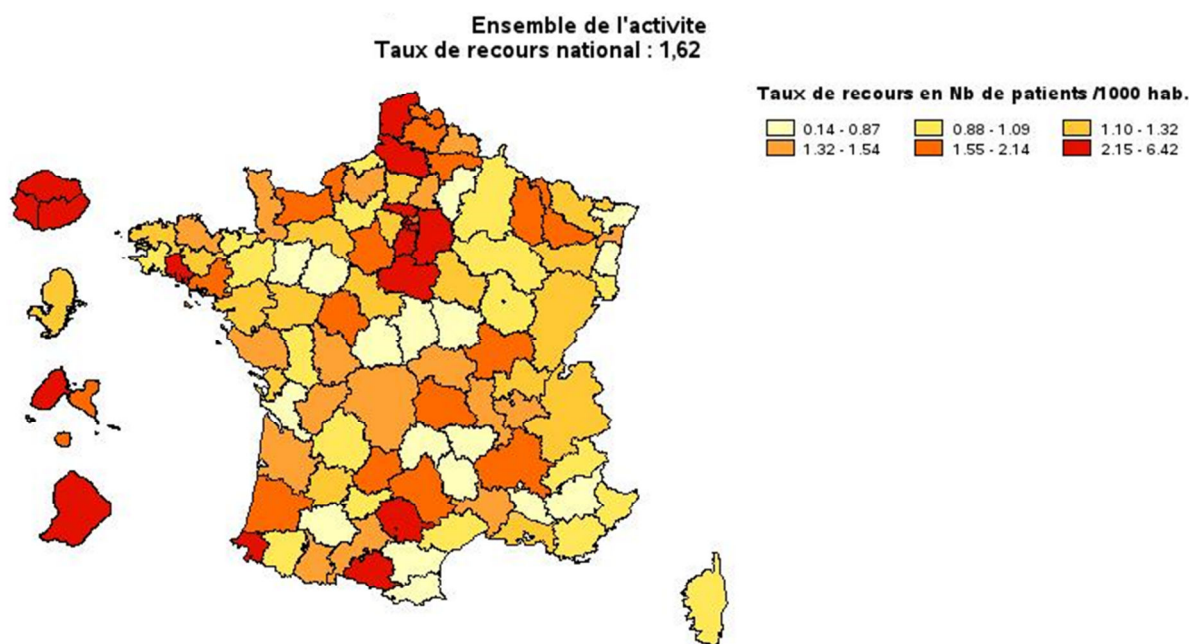 Ensemble de l'activite
Taux de recours national : 1,62
Taux de recours en Nb de patients /1000 hab.
0.14 - 0.87 0.88 - 1.09 1.10 - 1.32
1.32 - 1.54 1.55 - 2.14 2.15 - 6.42